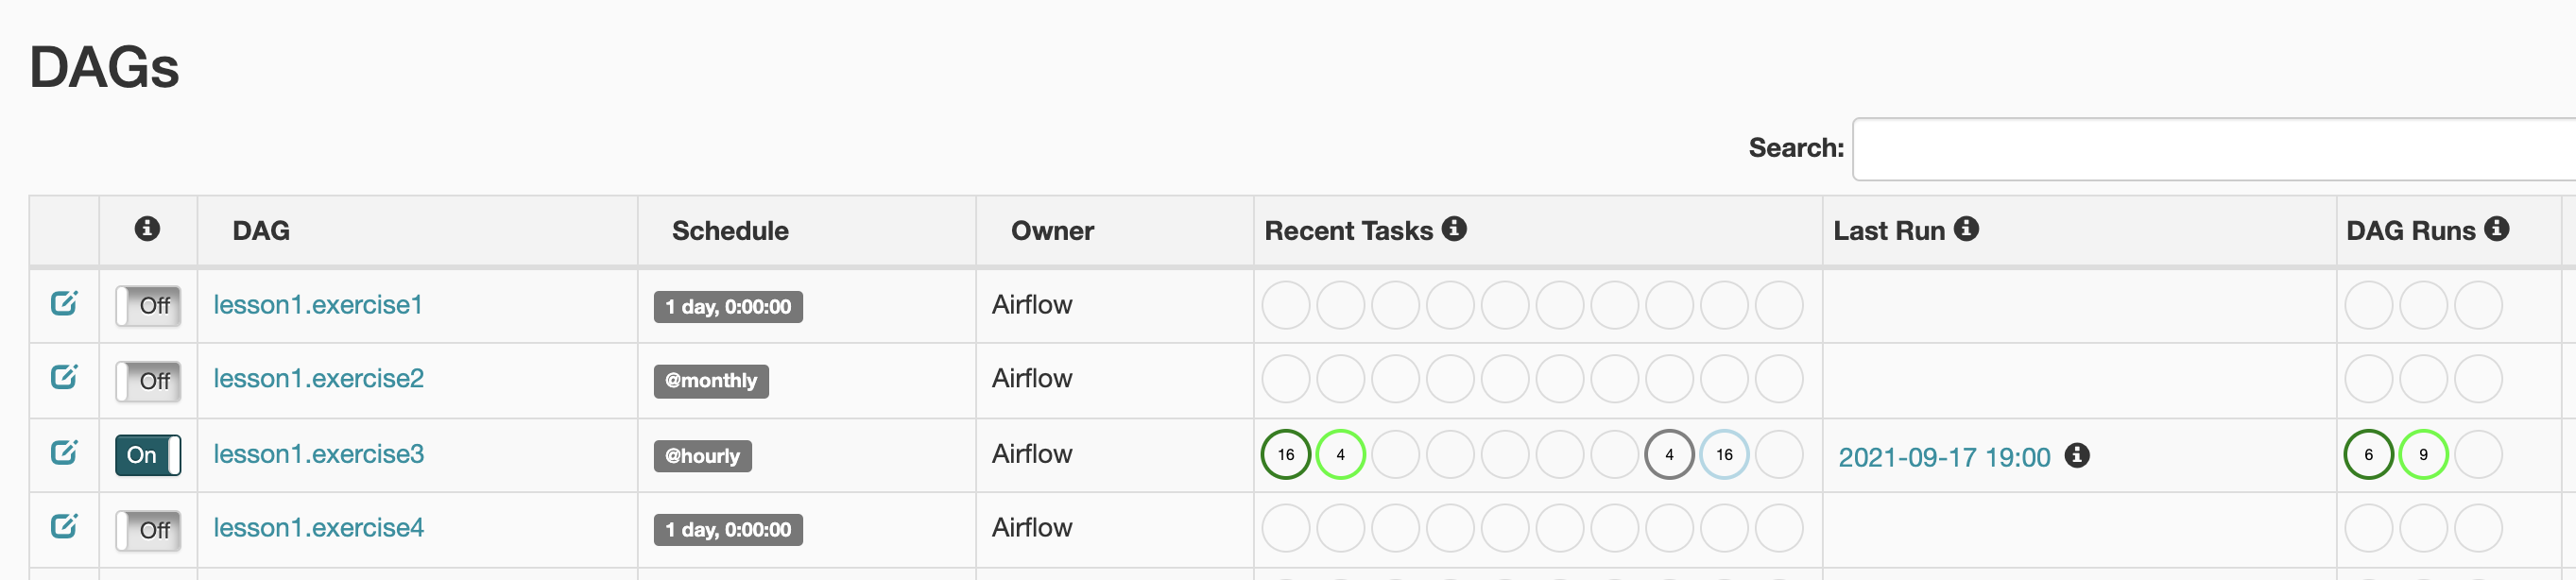 DAGs
Search:
DAG Schedule Owner Recent Tasks Last Run DAG Runs
Off lesson1.exercise1 1 day, 0:00:00 Airflow
Off lesson1.exercise2 @monthly Airflow
On lesson1.exercise3 @hourly Airflow 16 4 4 16 2021-09-17 19:00 6 9
Off lesson1.exercise4 1 day, 0:00:00 Airflow